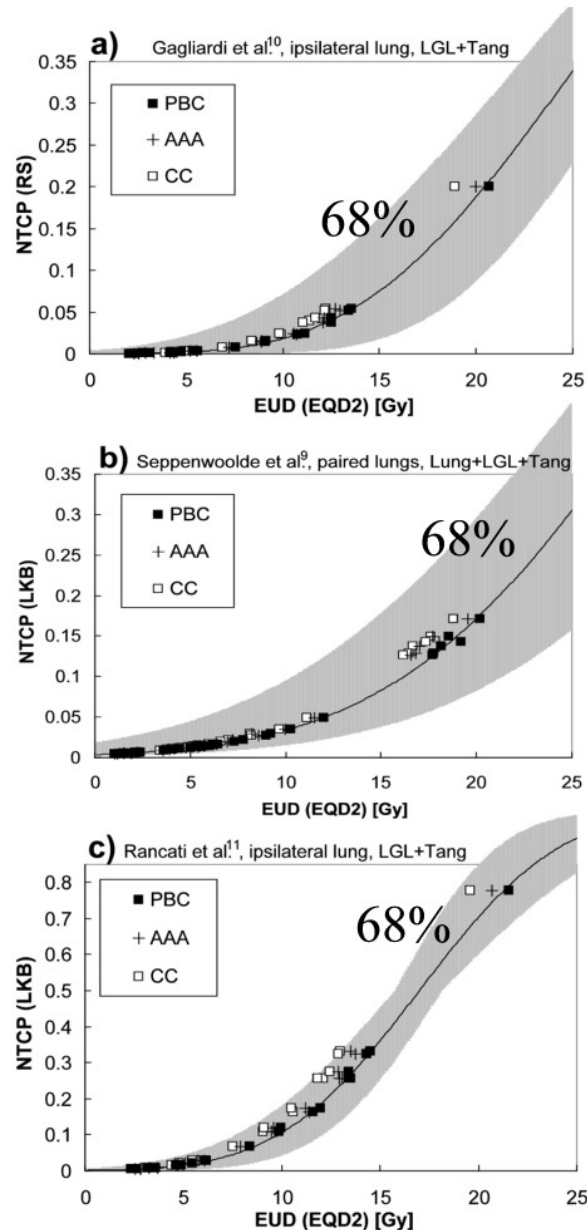 a) Gagliardi et al.¹⁰, ipsilateral lung, LGL+Tang
0.35
0.3
0.25
0.2
0.15
0.1
0.05
0
NTCP (RS)
PBC
AAA
CC
68%
0 5 10 15 20 25
EUD (EQD2) [Gy]
b) Seppenwoolde et al.⁹, paired lungs, Lung+LGL+Tang
0.35
0.3
0.25
0.2
0.15
0.1
0.05
0
NTCP (LKB)
PBC
AAA
CC
68%
0 5 10 15 20 25
EUD (EQD2) [Gy]
c) Rancati et al.¹¹, ipsilateral lung, LGL+Tang
0.8
0.7
0.6
0.5
0.4
0.3
0.2
0.1
0
NTCP (LKB)
PBC
AAA
CC
68%
0 5 10 15 20 25
EUD (EQD2) [Gy]